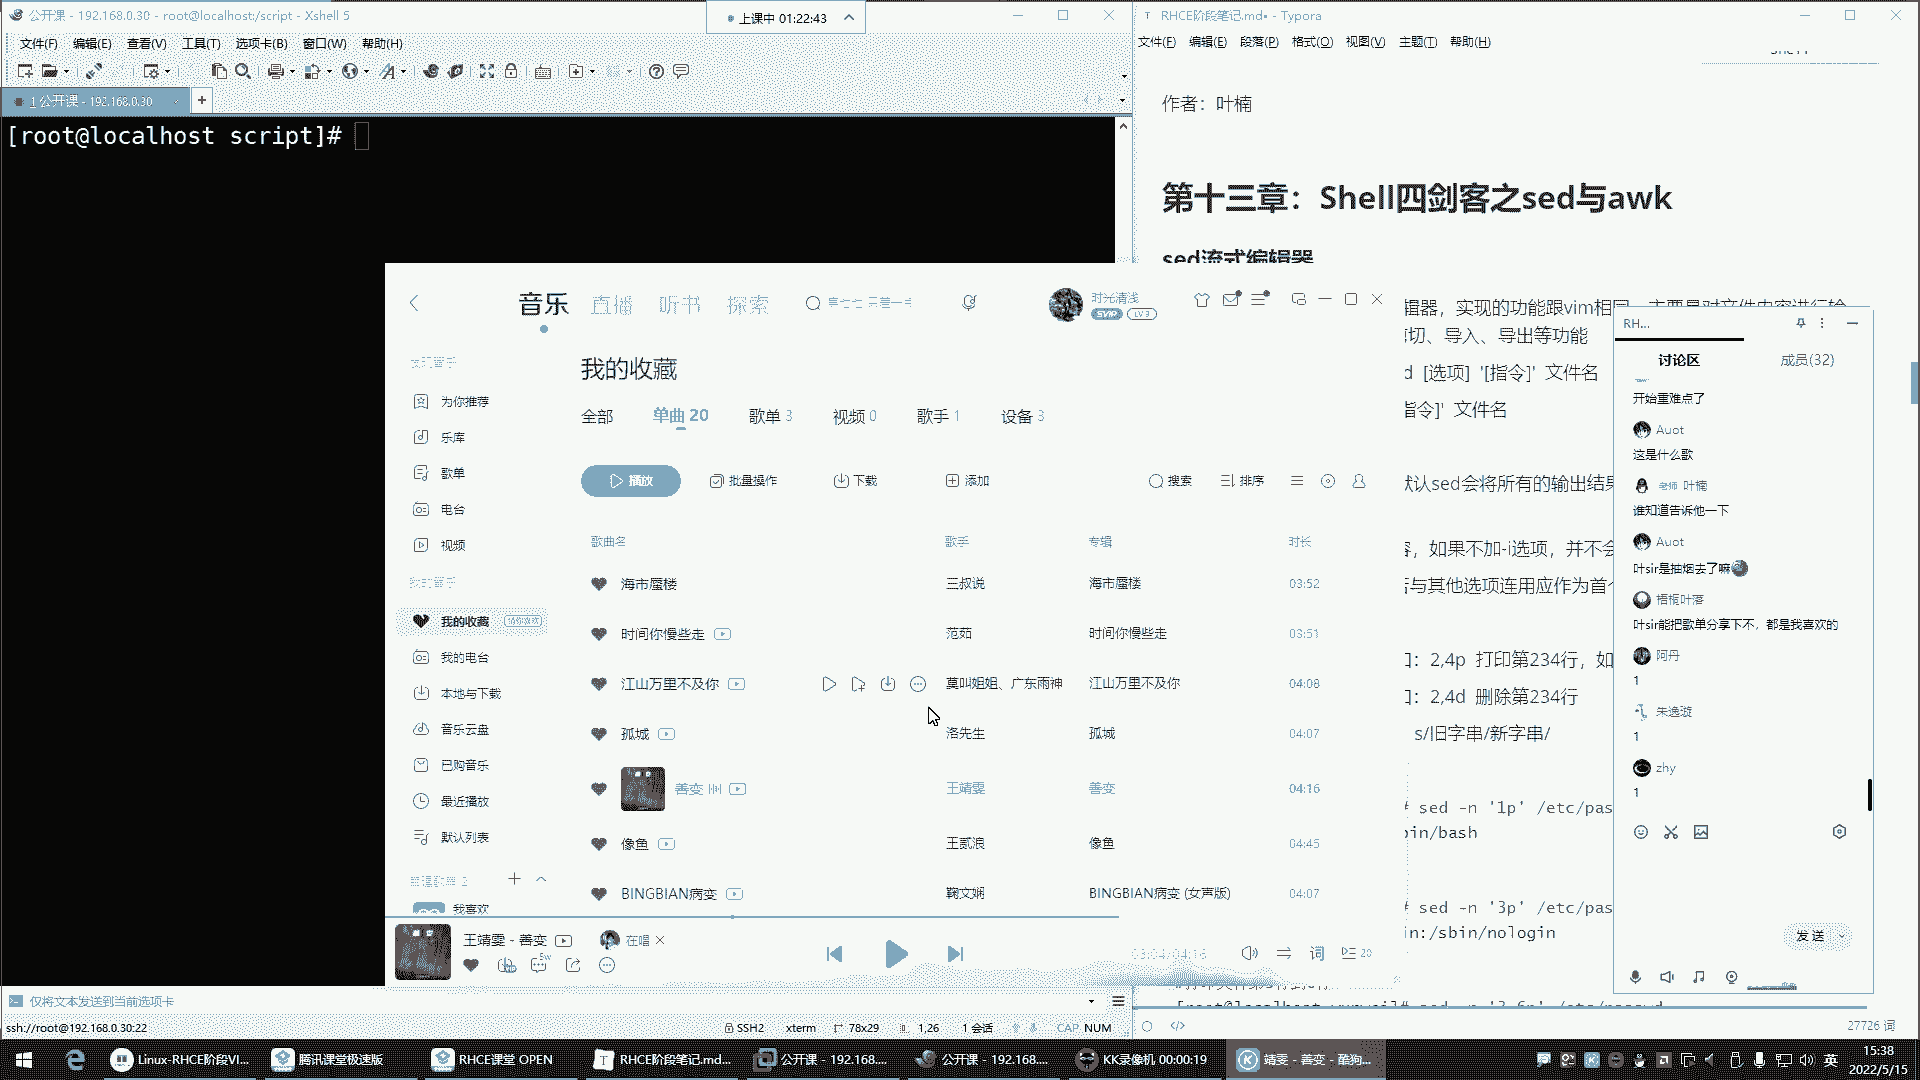 公开课 - 192.168.0.30 - root@localhost:/script - Xshell 5
上课中 01:22:43
文件(F) 编辑(E) 查看(V) 工具(T) 选项卡(B) 窗口(W) 帮助(H)
1 公开课 - 192.168.0.30
[root@localhost script]#
RHCE阶段笔记.md• - Typora
文件(F) 编辑(E) 段落(P) 格式(O) 视图(V) 主题(T) 帮助(H)
作者：叶楠
第十三章：Shell四剑客之sed与awk
sed流式编辑器
辑器，实现的功能跟vim相同，主要是对文件内容进行输
切、导入、导出等功能
d [选项] '[指令]' 文件名
指令]' 文件名
默认sed会将所有的输出结果
容，如果不加-i选项，并不会
与其他选项连用应作为首个
：2,4p 打印第234行，如
：2,4d 删除第234行
s/旧字串/新字串/
# sed -n '1p' /etc/pas
bin/bash
# sed -n '3p' /etc/pas
in:/sbin/nologin
27726 词
音乐 直播 听书 探索
时光清浅
SVIP LV 3
为你推荐
乐库
歌单
电台
视频
我的收藏
我的电台
本地与下载
音乐云盘
已购音乐
最近播放
默认列表
我喜欢
我的收藏
全部 单曲 20 歌单 3 视频 0 歌手 1 设备 3
播放 批量操作 下载 添加 搜索 排序
歌曲名 歌手 专辑 时长
海市蜃楼 三叔说 海市蜃楼 03:52
时间你慢些走 范茹 时间你慢些走 03:51
江山万里不及你 莫叫姐姐、广东雨神 江山万里不及你 04:08
孤城 洛先生 孤城 04:07
善变 王靖雯 善变 04:16
像鱼 王贰浪 像鱼 04:45
BINGBIAN病变 鞠文娴 BINGBIAN病变 (女声版) 04:07
王靖雯 - 善变
在唱
5w
03:04/04:16
词
20
RH...
讨论区 成员(32)
开始重难点了
Auot
这是什么歌
老师 叶楠
谁知道告诉他一下
Auot
叶sir是抽烟去了嘛
梧桐叶落
叶sir能把歌单分享下不，都是我喜欢的
阿丹
1
朱逸璇
1
zhy
1
发送
仅将文本发送到当前选项卡
ssh://root@192.168.0.30:22
SSH2 xterm 78x29 1,26 1 会话 CAP NUM
Linux-RHCE阶段VI...
腾讯课堂极速版
RHCE课堂 OPEN
RHCE阶段笔记.md...
公开课 - 192.168....
公开课 - 192.168....
KK录像机 00:00:19
靖雯 - 善变 - 酷狗...
英
15:38
2022/5/15